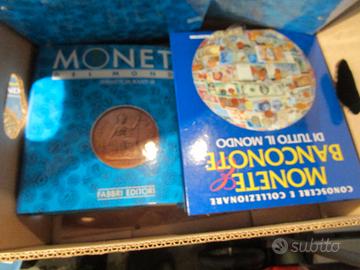 MONET
DEL MONDO
FABBRI EDITORI
CONOSCERE E COLLEZIONARE
MONETE &
BANCONOTE
DI TUTTO IL MONDO
subito